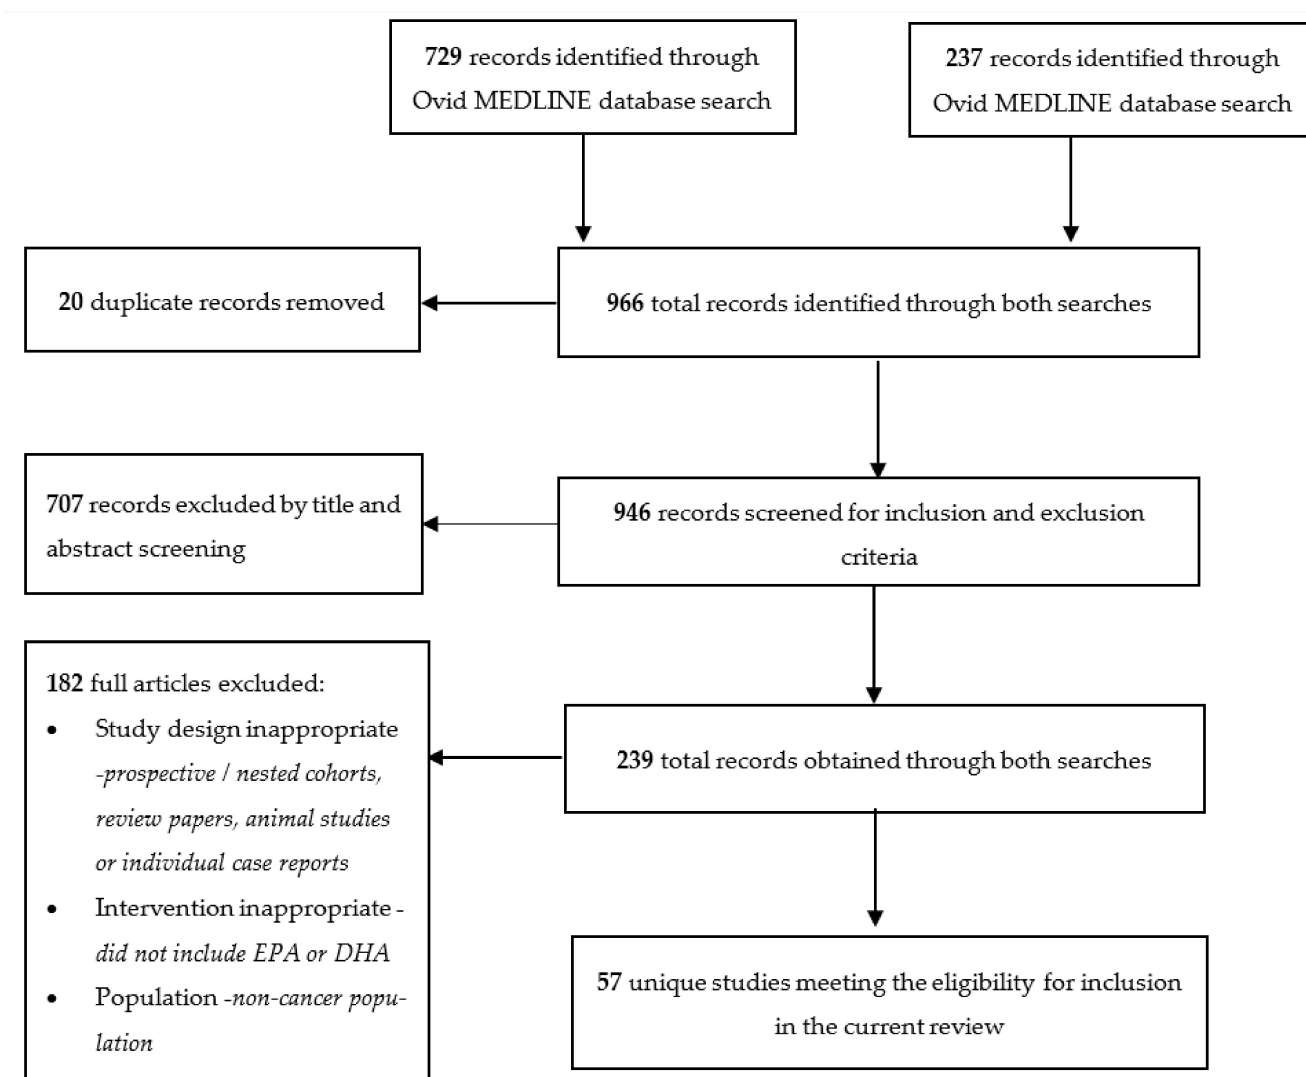 729 records identified through
Ovid MEDLINE database search
237 records identified through
Ovid MEDLINE database search
20 duplicate records removed
966 total records identified through both searches
707 records excluded by title and
abstract screening
946 records screened for inclusion and exclusion
criteria
182 full articles excluded:
• Study design inappropriate
-prospective / nested cohorts,
review papers, animal studies
or individual case reports
• Intervention inappropriate -
did not include EPA or DHA
• Population -non-cancer popu-
lation
239 total records obtained through both searches
57 unique studies meeting the eligibility for inclusion
in the current review